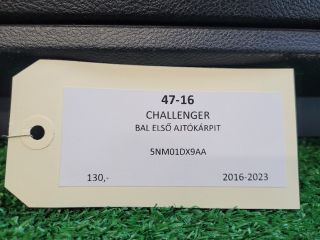 47-16
CHALLENGER
BAL ELSŐ AJTÓKÁRPIT
5NM01DX9AA
130,- 2016-2023